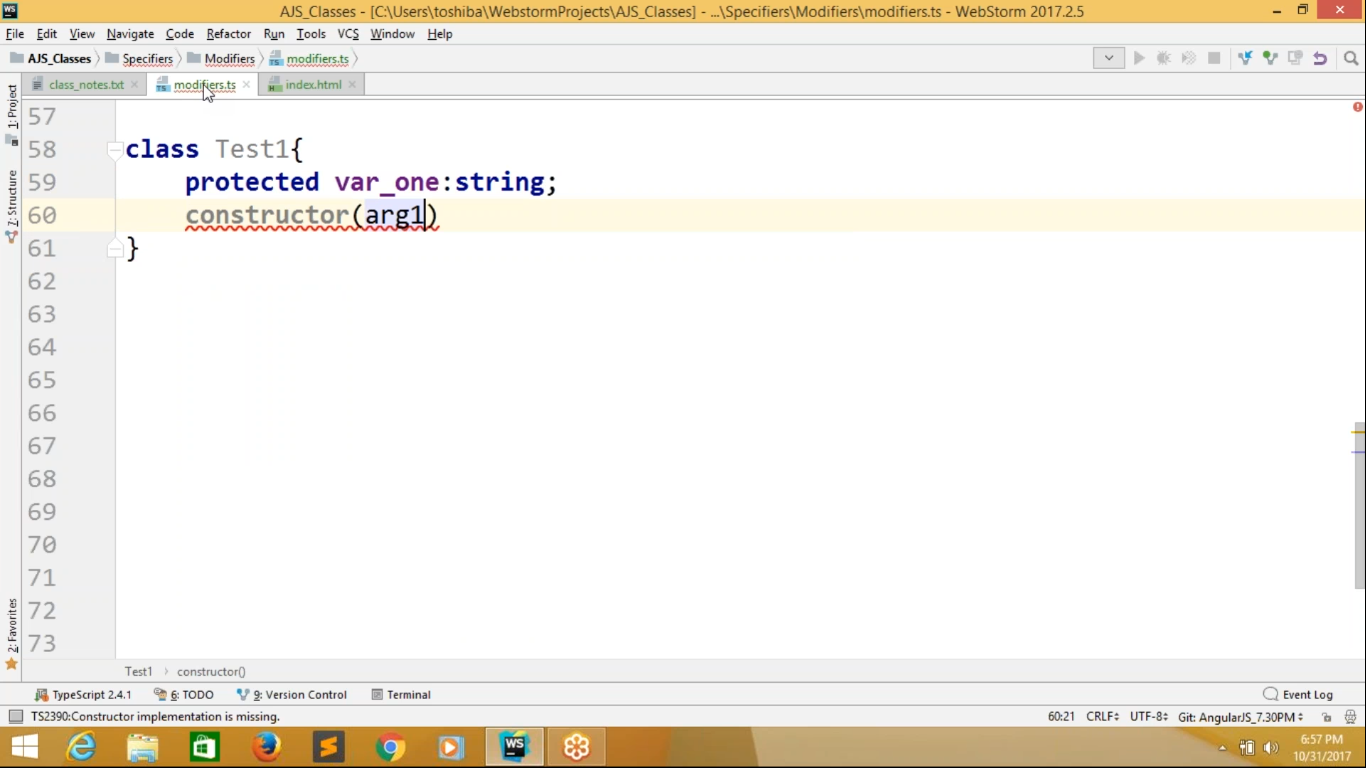 WS
AJS_Classes - [C:\Users\toshiba\WebstormProjects\AJS_Classes] - ...\Specifiers\Modifiers\modifiers.ts - WebStorm 2017.2.5
File Edit View Navigate Code Refactor Run Tools VCS Window Help
AJS_Classes Specifiers Modifiers modifiers.ts
class_notes.txt modifiers.ts index.html
1: Project
7: Structure
2: Favorites
57
58 class Test1{
59 protected var_one:string;
60 constructor(arg1)
61 }
62
63
64
65
66
67
68
69
70
71
72
73
Test1 constructor()
TypeScript 2.4.1 6: TODO 9: Version Control Terminal Event Log
TS2390:Constructor implementation is missing. 60:21 CRLF UTF-8 Git: AngularJS_7.30PM
WS
6:57 PM
10/31/2017